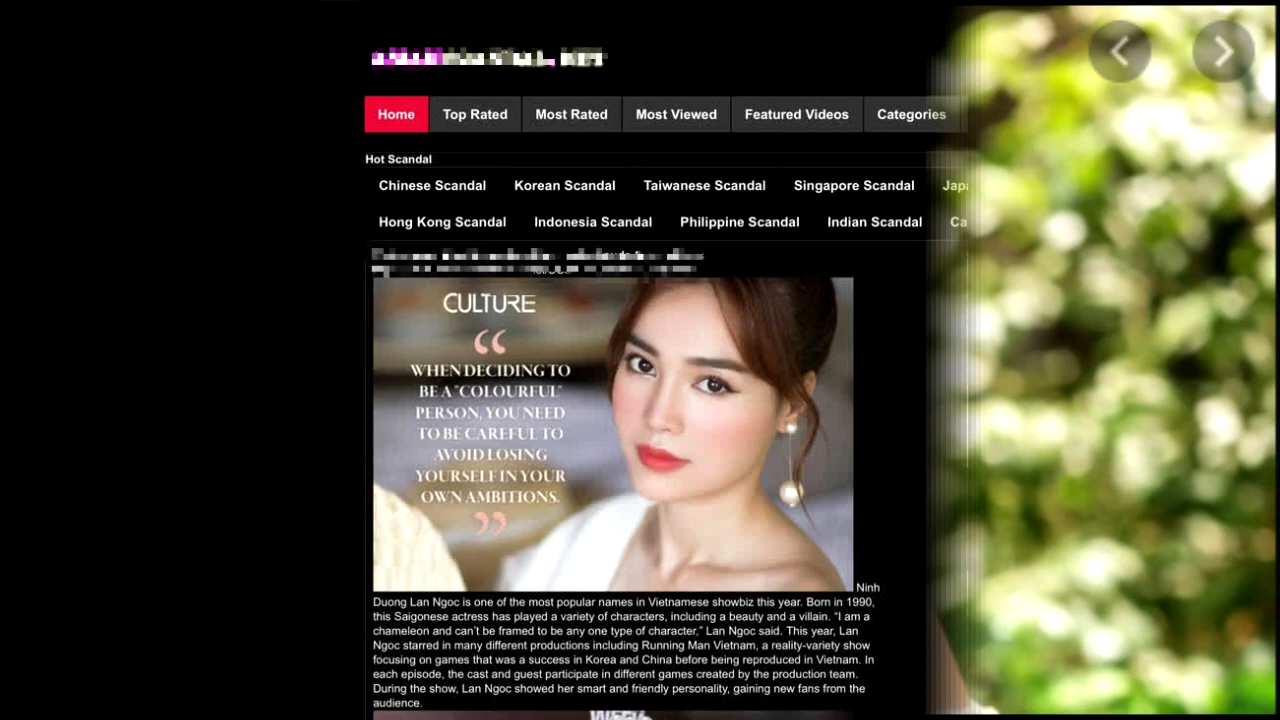 Home Top Rated Most Rated Most Viewed Featured Videos Categories
Hot Scandal
Chinese Scandal Korean Scandal Taiwanese Scandal Singapore Scandal
Hong Kong Scandal Indonesia Scandal Philippine Scandal Indian Scandal
CULTURE
“
WHEN DECIDING TO
BE A "COLOURFUL"
PERSON, YOU NEED
TO BE CAREFUL TO
AVOID LOSING
YOURSELF IN YOUR
OWN AMBITIONS.
”
Ninh
Duong Lan Ngoc is one of the most popular names in Vietnamese showbiz this year. Born in 1990,
this Saigonese actress has played a variety of characters, including a beauty and a villain. “I am a
chameleon and can’t be framed to be any one type of character,” Lan Ngoc said. This year, Lan
Ngoc starred in many different productions including Running Man Vietnam, a reality-variety show
focusing on games that was a success in Korea and China before being reproduced in Vietnam. In
each episode, the cast and guest participate in different games created by the production team.
During the show, Lan Ngoc showed her smart and friendly personality, gaining new fans from the
audience.